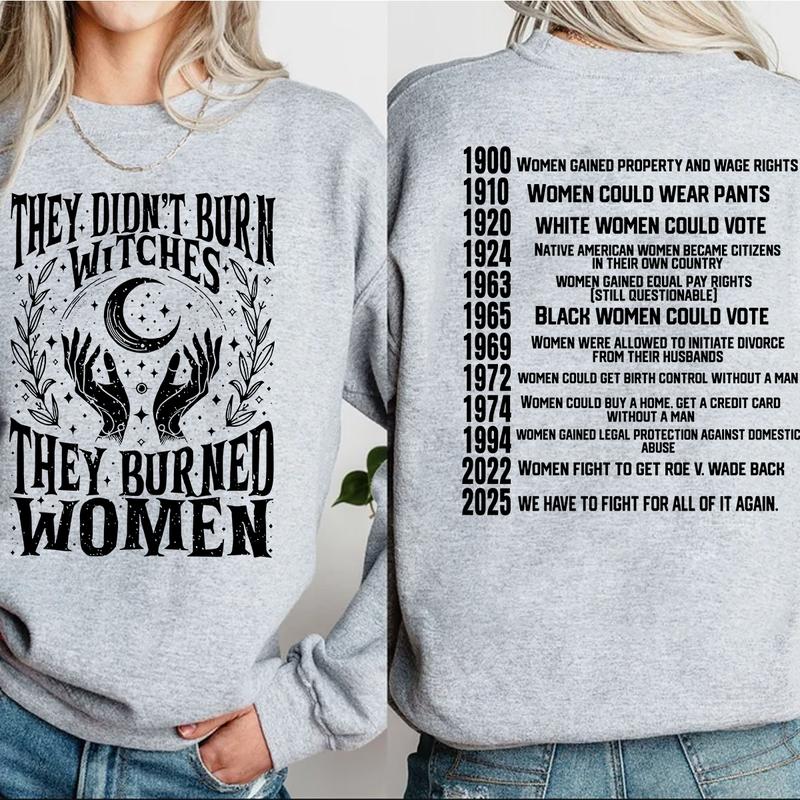 THEY DIDN'T BURN
WITCHES
THEY BURNED
WOMEN
1900 WOMEN GAINED PROPERTY AND WAGE RIGHTS
1910 WOMEN COULD WEAR PANTS
1920 WHITE WOMEN COULD VOTE
1924 NATIVE AMERICAN WOMEN BECAME CITIZENS
IN THEIR OWN COUNTRY
1963 WOMEN GAINED EQUAL PAY RIGHTS
(STILL QUESTIONABLE)
1965 BLACK WOMEN COULD VOTE
1969 WOMEN WERE ALLOWED TO INITIATE DIVORCE
FROM THEIR HUSBANDS
1972 WOMEN COULD GET BIRTH CONTROL WITHOUT A MAN
1974 WOMEN COULD BUY A HOME, GET A CREDIT CARD
WITHOUT A MAN
1994 WOMEN GAINED LEGAL PROTECTION AGAINST DOMESTIC
ABUSE
2022 WOMEN FIGHT TO GET ROE V. WADE BACK
2025 WE HAVE TO FIGHT FOR ALL OF IT AGAIN.